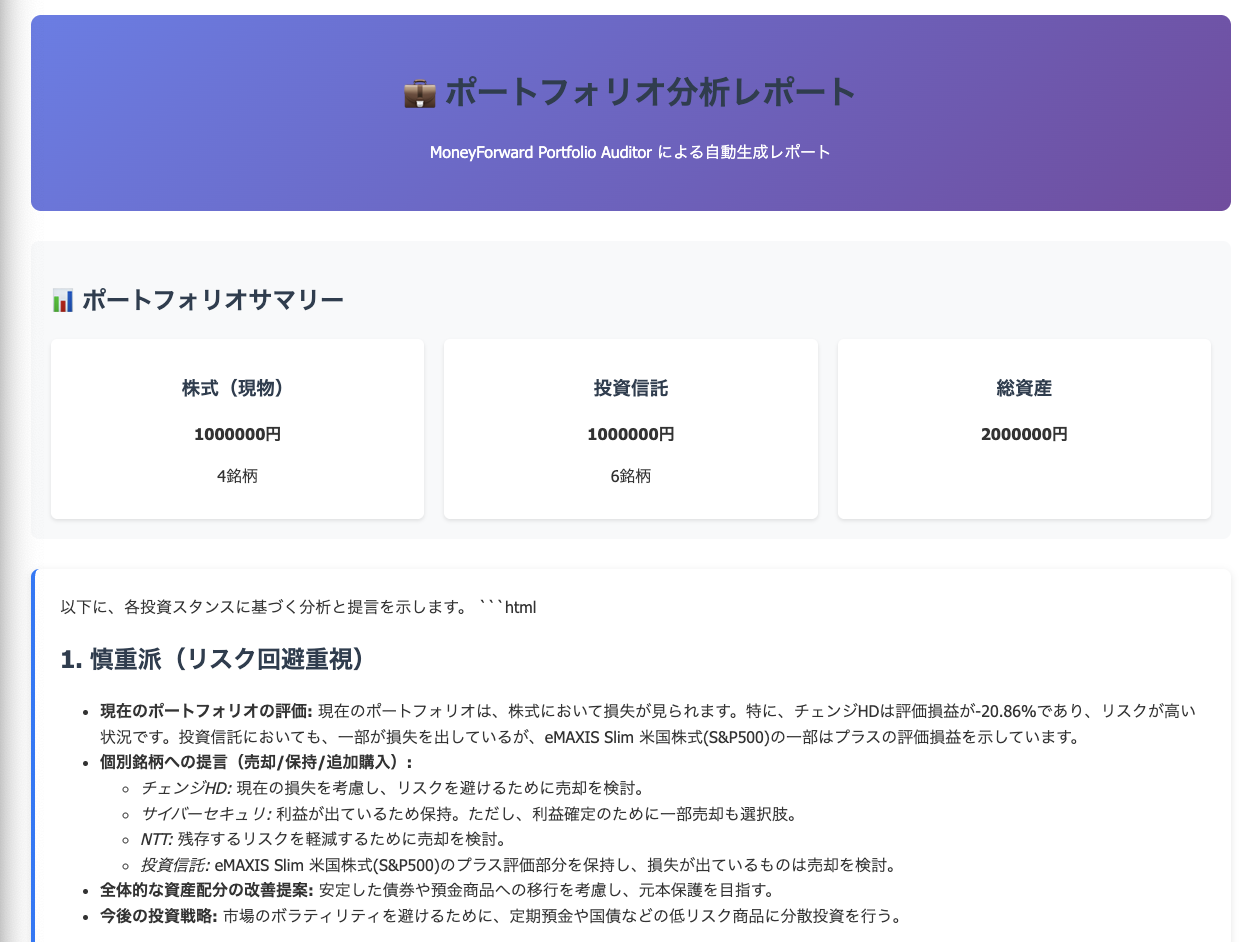 💼 ポートフォリオ分析レポート
MoneyForward Portfolio Auditor による自動生成レポート
📊 ポートフォリオサマリー
株式（現物）
1000000円
4銘柄
投資信託
1000000円
6銘柄
総資産
2000000円
以下に、各投資スタンスに基づく分析と提言を示します。 ```html
1. 慎重派（リスク回避重視）
• 現在のポートフォリオの評価: 現在のポートフォリオは、株式において損失が見られます。特に、チェンジHDは評価損益が-20.86%であり、リスクが高い
状況です。投資信託においても、一部が損失を出しているが、eMAXIS Slim 米国株式(S&P500)の一部はプラスの評価損益を示しています。
• 個別銘柄への提言（売却/保持/追加購入）:
◦ チェンジHD: 現在の損失を考慮し、リスクを避けるために売却を検討。
◦ サイバーセキュリ: 利益が出ているため保持。ただし、利益確定のために一部売却も選択肢。
◦ NTT: 残存するリスクを軽減するために売却を検討。
◦ 投資信託: eMAXIS Slim 米国株式(S&P500)のプラス評価部分を保持し、損失が出ているものは売却を検討。
• 全体的な資産配分の改善提案: 安定した債券や預金商品への移行を考慮し、元本保護を目指す。
• 今後の投資戦略: 市場のボラティリティを避けるために、定期預金や国債などの低リスク商品に分散投資を行う。